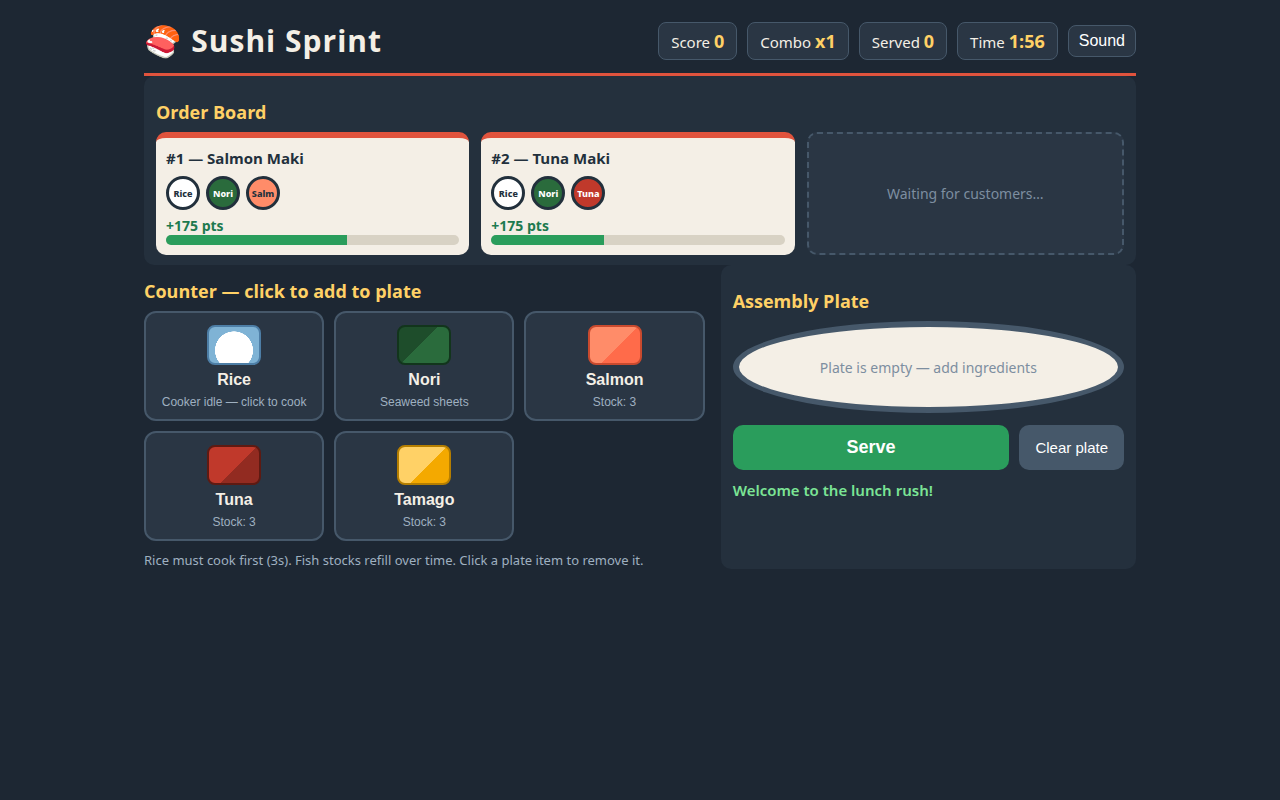 🍣 Sushi Sprint
Score 0
Combo x1
Served 0
Time 1:56
Sound
Order Board
#1 — Salmon Maki
Rice
Nori
Salm
+175 pts
#2 — Tuna Maki
Rice
Nori
Tuna
+175 pts
Waiting for customers...
Counter — click to add to plate
Rice
Cooker idle — click to cook
Nori
Seaweed sheets
Salmon
Stock: 3
Tuna
Stock: 3
Tamago
Stock: 3
Rice must cook first (3s). Fish stocks refill over time. Click a plate item to remove it.
Assembly Plate
Plate is empty — add ingredients
Serve
Clear plate
Welcome to the lunch rush!